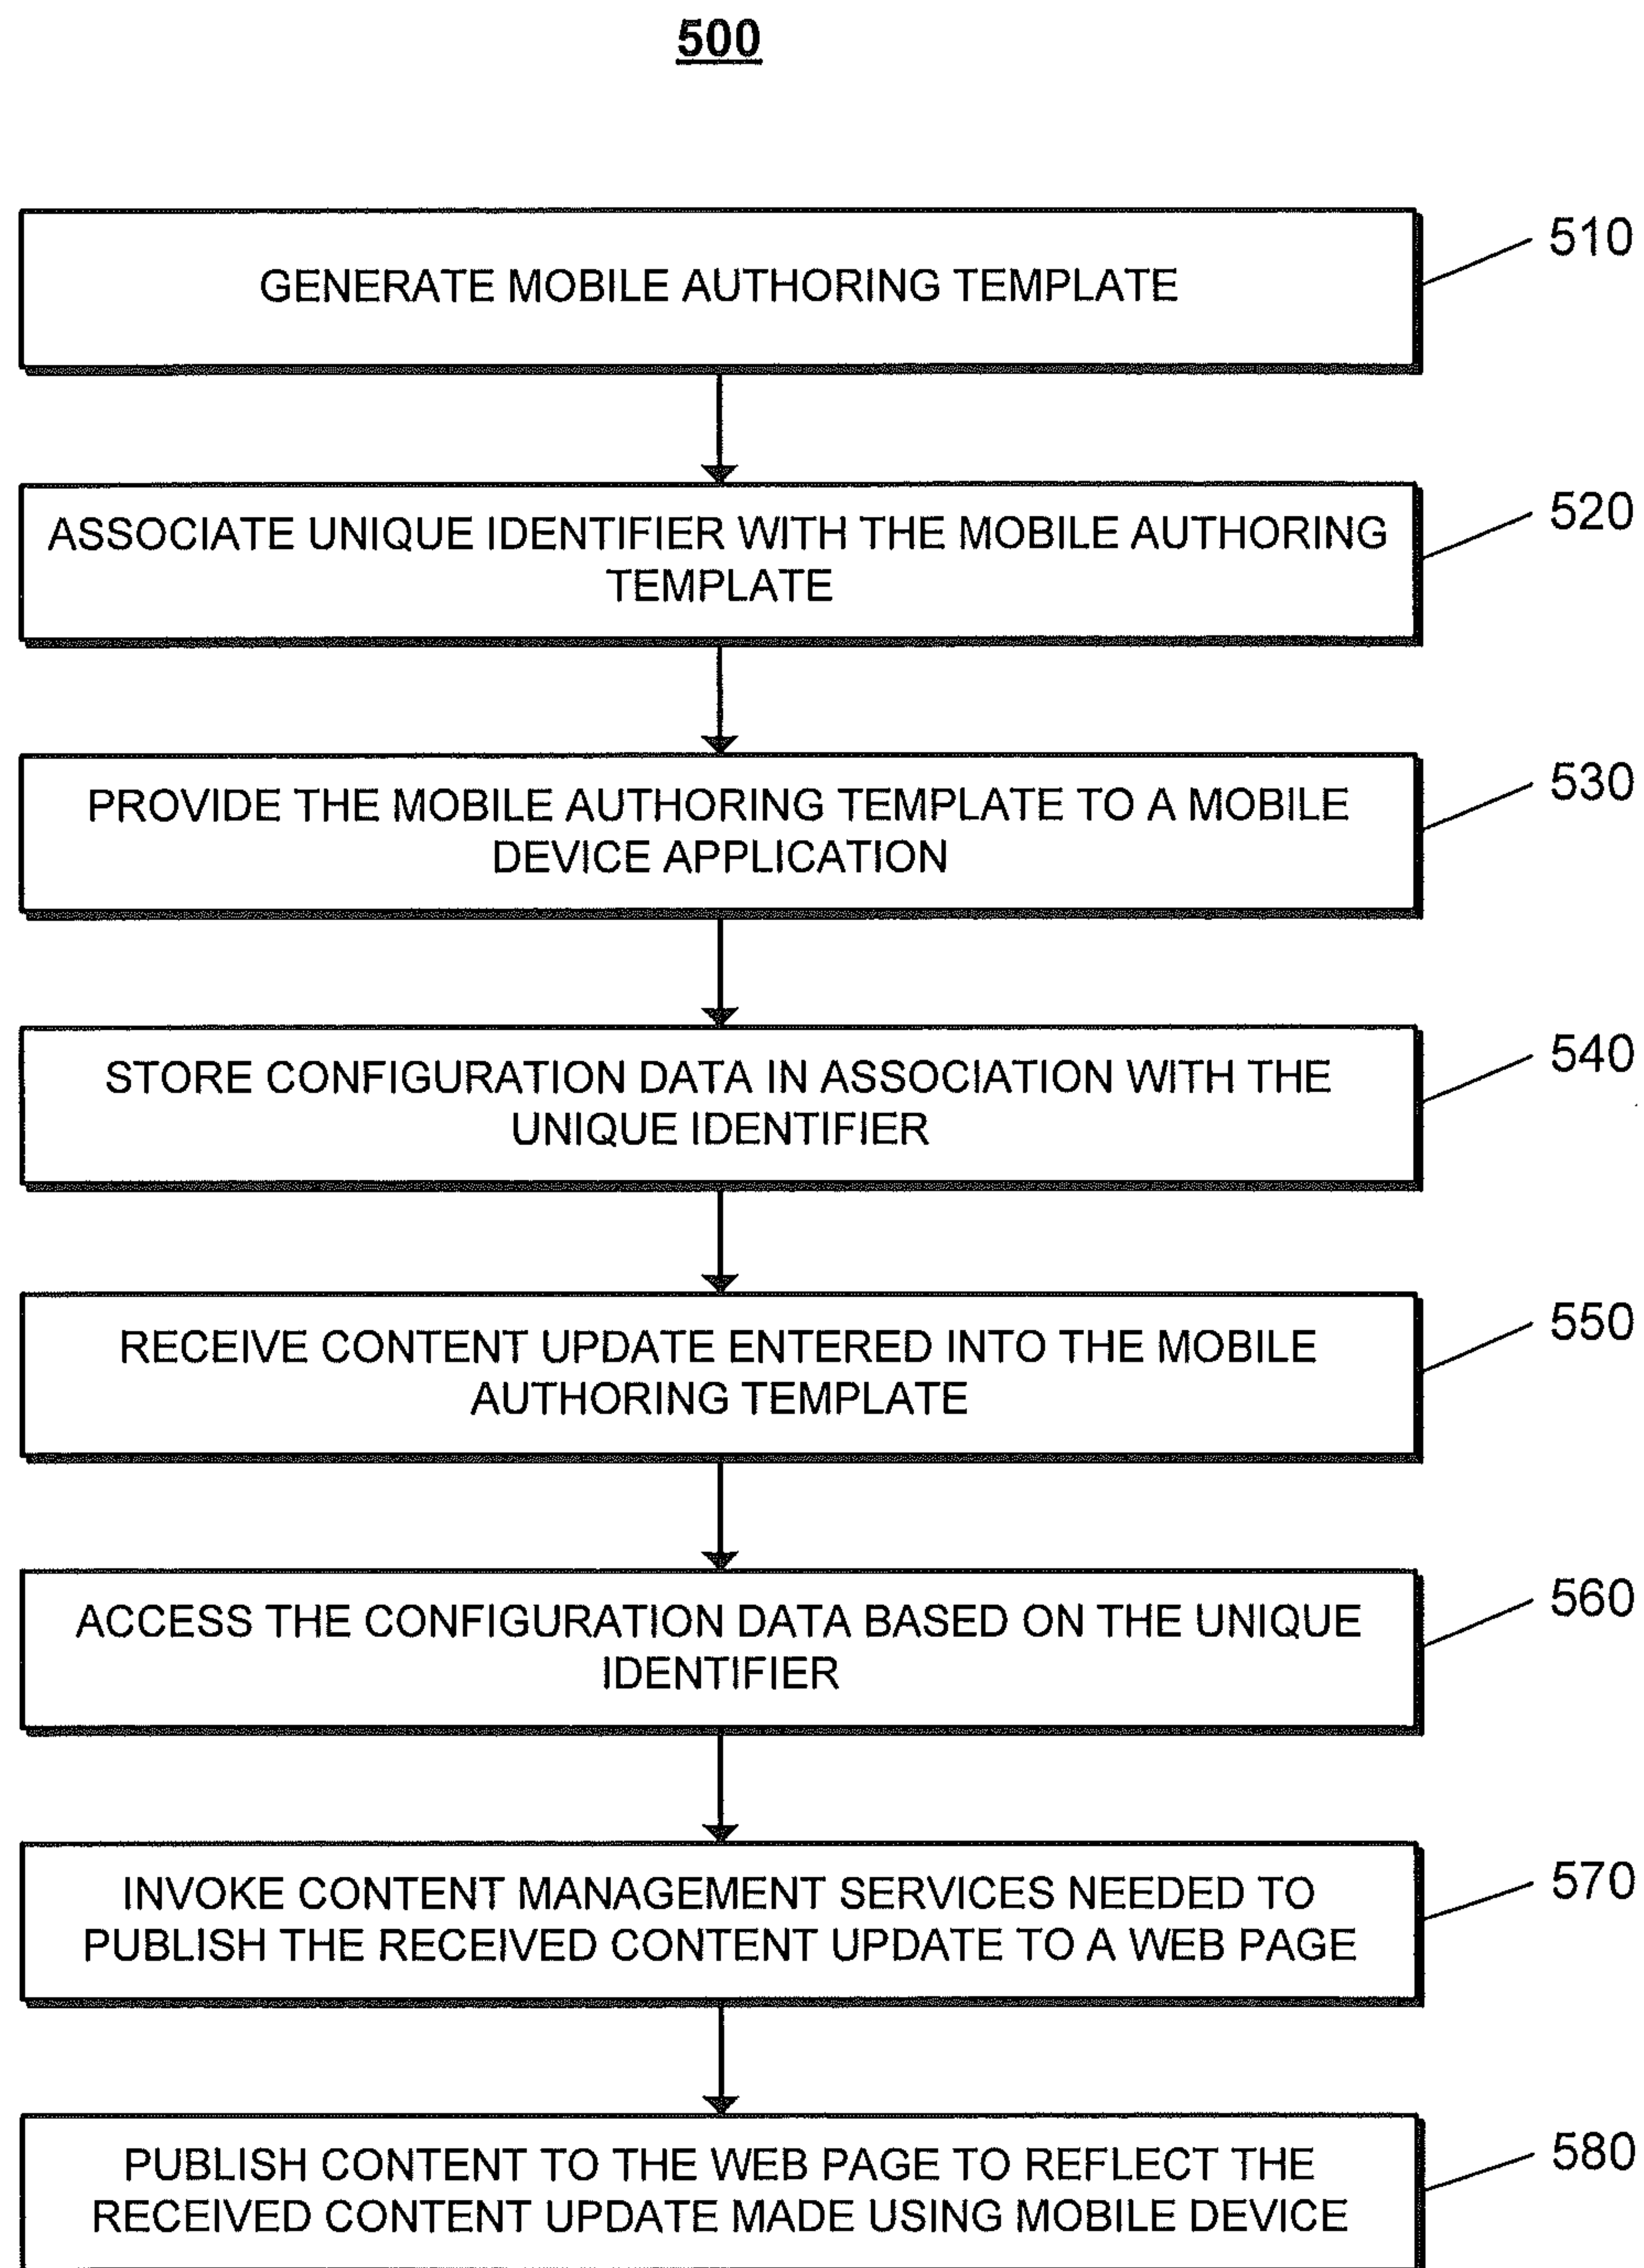 500
GENERATE MOBILE AUTHORING TEMPLATE
510
ASSOCIATE UNIQUE IDENTIFIER WITH THE MOBILE AUTHORING
TEMPLATE
520
PROVIDE THE MOBILE AUTHORING TEMPLATE TO A MOBILE
DEVICE APPLICATION
530
STORE CONFIGURATION DATA IN ASSOCIATION WITH THE
UNIQUE IDENTIFIER
540
RECEIVE CONTENT UPDATE ENTERED INTO THE MOBILE
AUTHORING TEMPLATE
550
ACCESS THE CONFIGURATION DATA BASED ON THE UNIQUE
IDENTIFIER
560
INVOKE CONTENT MANAGEMENT SERVICES NEEDED TO
PUBLISH THE RECEIVED CONTENT UPDATE TO A WEB PAGE
570
PUBLISH CONTENT TO THE WEB PAGE TO REFLECT THE
RECEIVED CONTENT UPDATE MADE USING MOBILE DEVICE
580